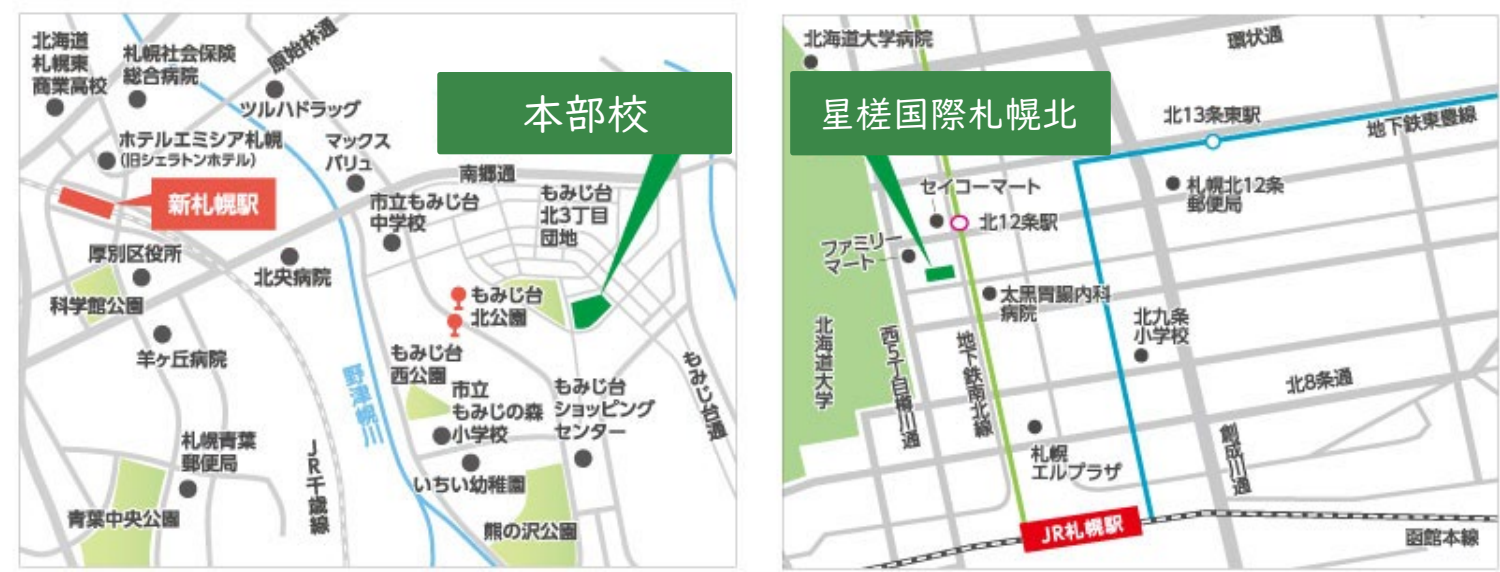 北海道
札幌東
商業高校
札幌社会保険
総合病院
原始林通
ツルハドラッグ
本部校
ホテルエミシア札幌
(旧シェラトンホテル)
マックス
バリュ
南郷通
新札幌駅
市立もみじ台
中学校
もみじ台
北3丁目
団地
厚別区役所
北央病院
科学館公園
もみじ台
北公園
羊ヶ丘病院
もみじ台
西公園
野津幌川
市立
もみじの森
小学校
もみじ台
ショッピング
センター
もみじ台通
札幌青葉
郵便局
JR千歳線
いちい幼稚園
青葉中央公園
熊の沢公園
北海道大学病院
環状通
星槎国際札幌北
北13条東駅
地下鉄東豊線
セイコーマート
札幌北12条
郵便局
北12条駅
ファミリー
マート
太黒胃腸内科
病院
北九条
小学校
北海道大学
西5千自樽川通
地下鉄南北線
北8条通
札幌
エルプラザ
創成川通
JR札幌駅
函館本線